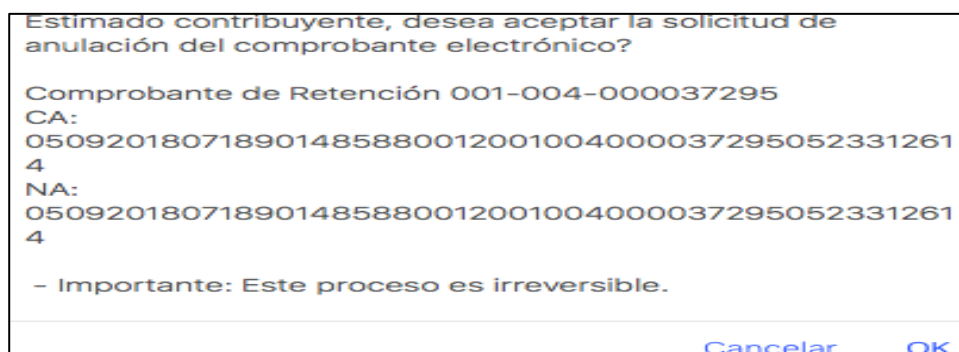 Estimado contribuyente, desea aceptar la solicitud de
anulación del comprobante electrónico?
Comprobante de Retención 001-004-000037295
CA:
050920180718901485880012001004000037295052331261
4
NA:
050920180718901485880012001004000037295052331261
4
– Importante: Este proceso es irreversible.
Cancelar OK